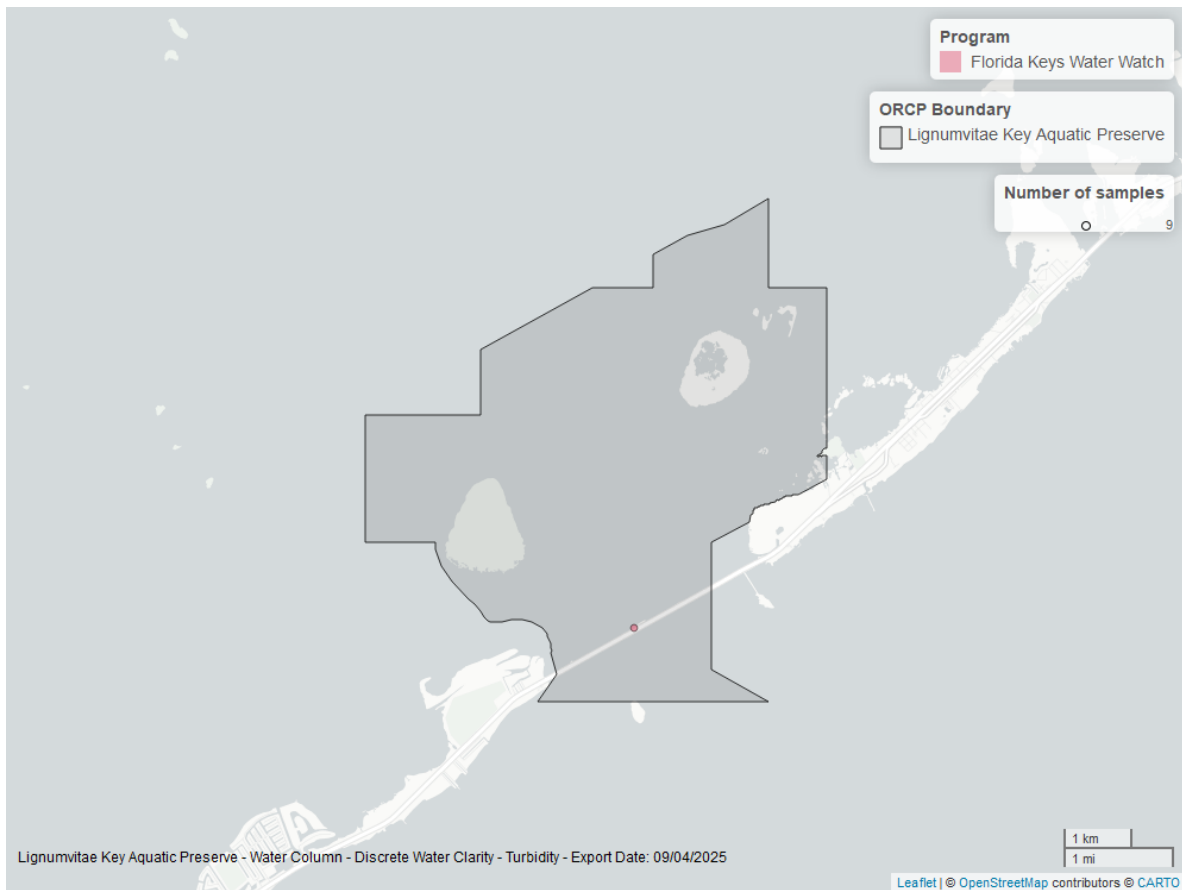 Program
Florida Keys Water Watch
ORCP Boundary
Lignumvitae Key Aquatic Preserve
Number of samples
9
1 km
1 mi
Lignumvitae Key Aquatic Preserve - Water Column - Discrete Water Clarity - Turbidity - Export Date: 09/04/2025
Leaflet | © OpenStreetMap contributors © CARTO